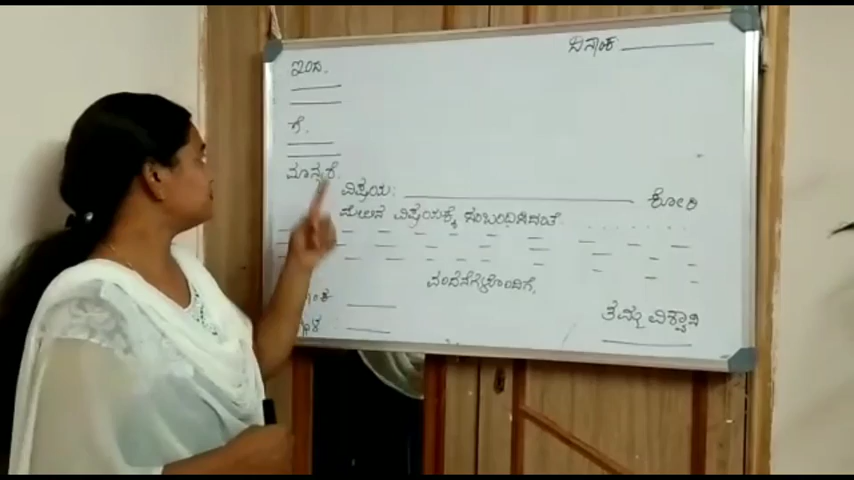 ದಿನಾಂಕ
ಇಂದ.
ಗೆ.
ಮಾನ್ಯರೆ.
ವಿಷಯ: ಕೋರಿ
ಮೇಲಿನ ವಿಷಯಕ್ಕೆ ಸಂಬಂಧಿಸಿದಂತೆ
ವಂದನೆಗಳೊಂದಿಗೆ,
ತಮ್ಮ ವಿಶ್ವಾಸಿ